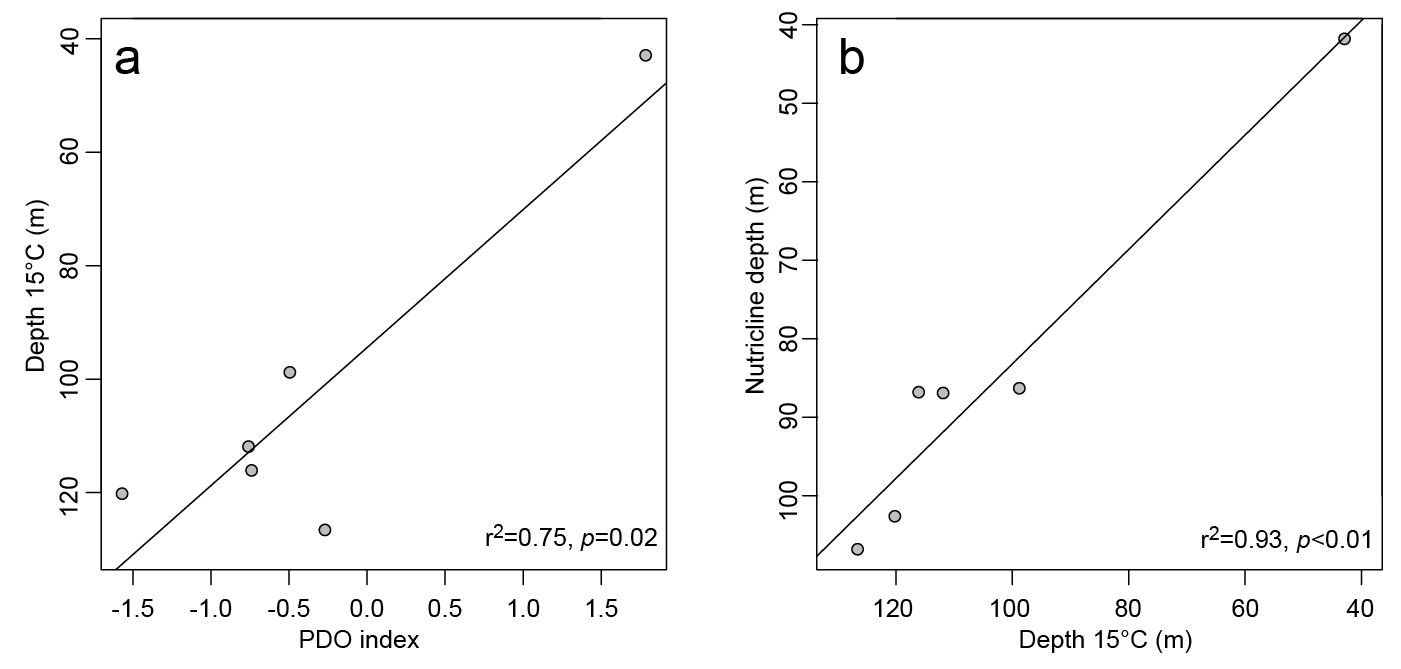 a
40
60
80
100
120
Depth 15°C (m)
r²=0.75, p=0.02
-1.5 -1.0 -0.5 0.0 0.5 1.0 1.5
PDO index
b
40
50
60
70
80
90
100
Nutricline depth (m)
r²=0.93, p<0.01
120 100 80 60 40
Depth 15°C (m)